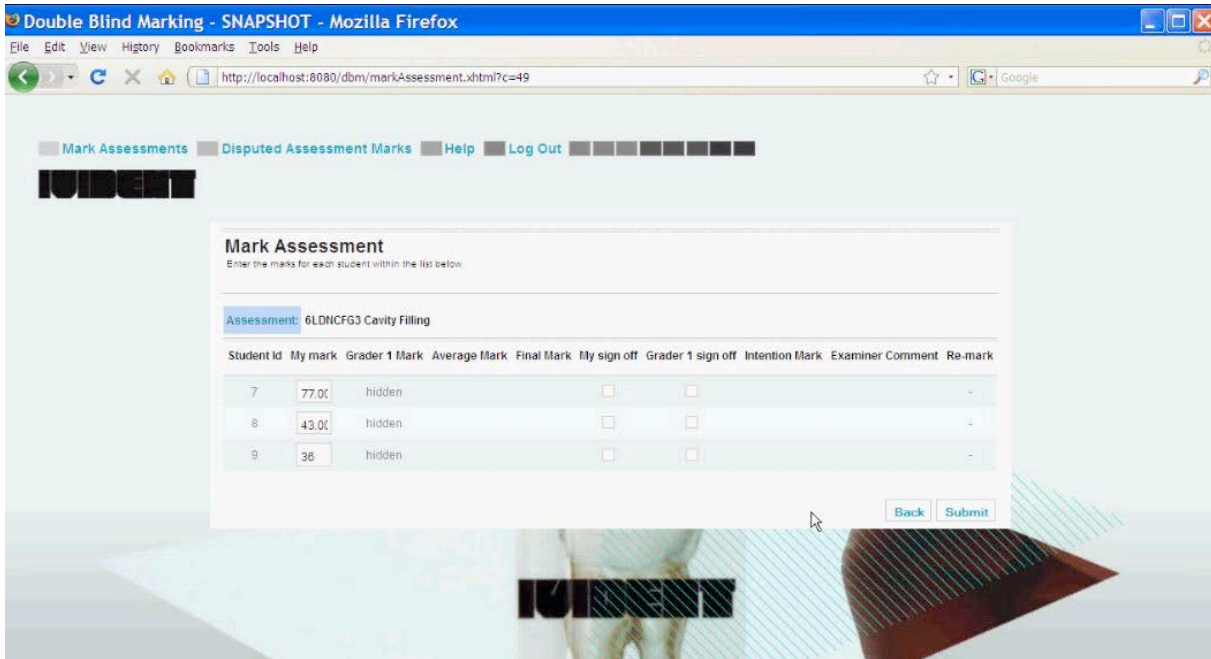 Double Blind Marking - SNAPSHOT - Mozilla Firefox
File Edit View History Bookmarks Tools Help
http://localhost:8080/dbm/markAssessment.xhtml?c=49
G Google
Mark Assessments Disputed Assessment Marks Help Log Out
IVIDENT
Mark Assessment
Enter the marks for each student within the list below
Assessment: 6LDNCFG3 Cavity Filling
Student Id My mark Grader 1 Mark Average Mark Final Mark My sign off Grader 1 sign off Intention Mark Examiner Comment Re-mark
7 77.00 hidden -
8 43.00 hidden -
9 36 hidden -
Back Submit
IVIDENT